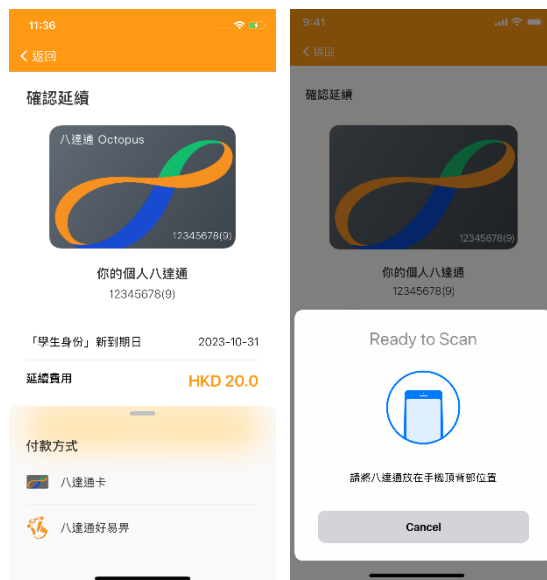 11:36
返回
確認延續
八達通 Octopus
12345678(9)
你的個人八達通
12345678(9)
「學生身份」新到期日 2023-10-31
延續費用 HKD 20.0
付款方式
八達通卡
八達通好易畀
9:41
返回
確認延續
12345678(9)
你的個人八達通
12345678(9)
Ready to Scan
請將八達通放在手機頂背部位置
Cancel